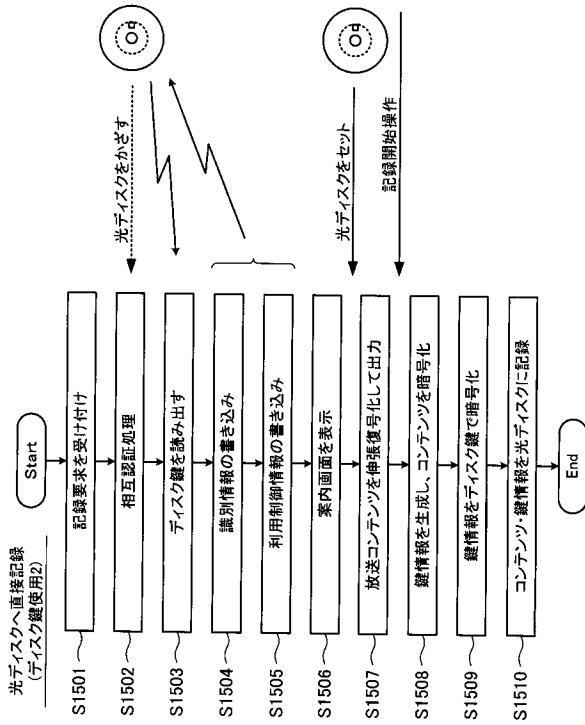 光ディスクへ直接記録
(ディスク鍵使用2)
Start
S1501
記録要求を受け付け
S1502
相互認証処理
光ディスクをかざす
S1503
ディスク鍵を読み出す
S1504
識別情報の書き込み
S1505
利用制御情報の書き込み
S1506
案内画面を表示
光ディスクをセット
S1507
放送コンテンツを伸張復号化して出力
記録開始操作
S1508
鍵情報を生成し、コンテンツを暗号化
S1509
鍵情報をディスク鍵で暗号化
S1510
コンテンツ・鍵情報を光ディスクに記録
End